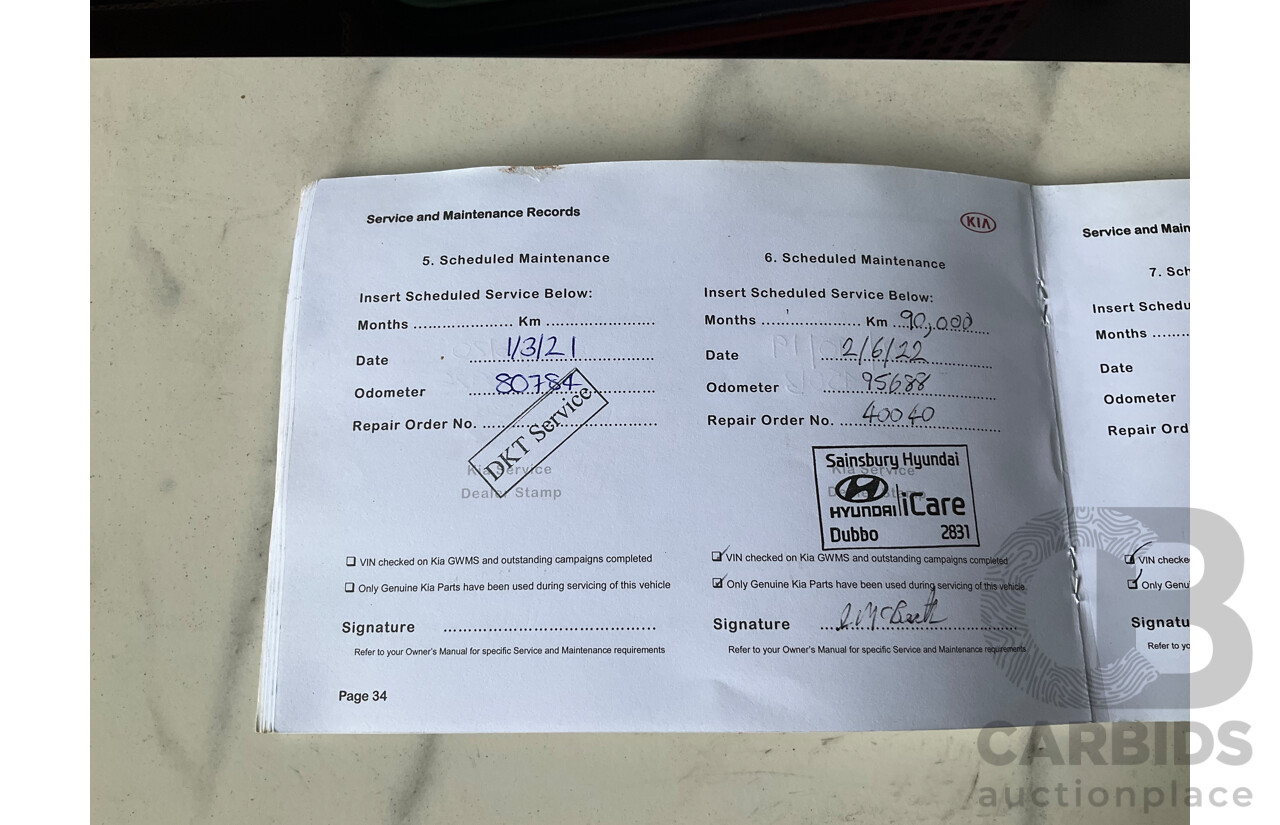 Service and Maintenance Records
KIA
5. Scheduled Maintenance
Insert Scheduled Service Below:
Months .................... Km ......................
Date 1/3/21
Odometer 80784
Repair Order No. ...................................
DKT Service
Kia Service
Dealer Stamp
VIN checked on Kia GWMS and outstanding campaigns completed
Only Genuine Kia Parts have been used during servicing of this vehicle
Signature ...........................................
Refer to your Owner's Manual for specific Service and Maintenance requirements
Page 34
6. Scheduled Maintenance
Insert Scheduled Service Below:
Months .................... Km 90,000
Date 2/6/22
Odometer 95688
Repair Order No. 40040
Sainsbury Hyundai
Kia Service
HYUNDAI iCare
Dubbo 2831
VIN checked on Kia GWMS and outstanding campaigns completed
Only Genuine Kia Parts have been used during servicing of this vehicle
Signature
Refer to your Owner's Manual for specific Service and Maintenance requirements
Service and Main
7. Sch
Insert Schedu
Months
Date
Odometer
Repair Ord
VIN checke
Only Genu
Signatu
Refer to yo
CARBIDS
auctionplace